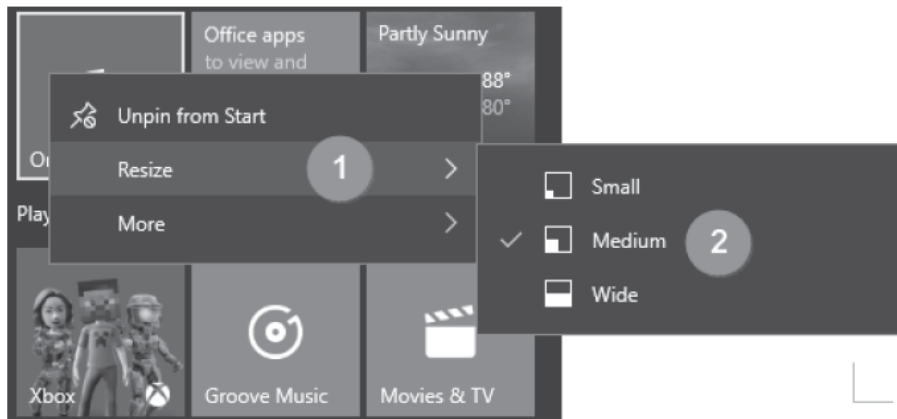 Office apps
to view and
Partly Sunny
88°
80°
Unpin from Start
Resize
1
More
Small
Medium
2
Wide
Xbox
Groove Music
Movies & TV